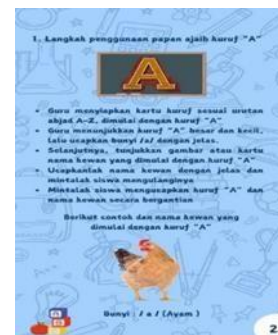 1. Langkah penggunaan papan ajaib huruf "A"
A
• Guru menyiapkan kartu huruf sesuai urutan
abjad A–Z, dimulai dengan huruf "A"
• Guru menunjukkan huruf "A" besar dan kecil,
lalu ucapkan bunyi /a/ dengan jelas.
• Selanjutnya, tunjukkan gambar atau kartu
nama hewan yang dimulai dengan huruf "A"
• Ucapkanlah nama hewan dengan jelas dan
mintalah siswa mengulanginya
• Mintalah siswa mengucapkan huruf "A" dan
nama hewan secara bergantian
Berikut contoh dan nama hewan yang
dimulai dengan huruf "A"
Bunyi : / a / (Ayam )
2